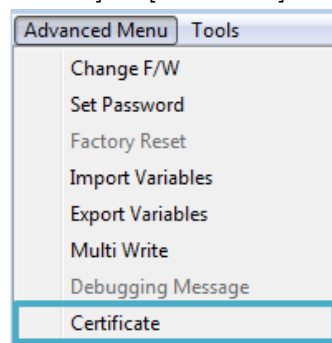 Advanced Menu Tools
Change F/W
Set Password
Factory Reset
Import Variables
Export Variables
Multi Write
Debugging Message
Certificate